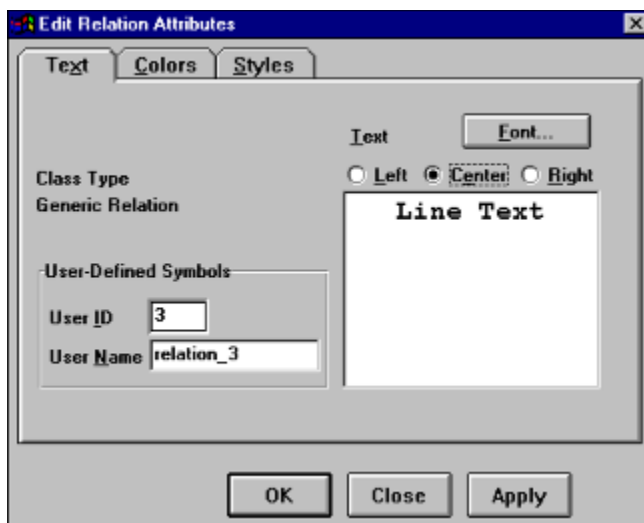 Edit Relation Attributes
Text Colors Styles
Text Font...
Left Center Right
Class Type
Generic Relation
Line Text
User-Defined Symbols
User ID 3
User Name relation_3
OK Close Apply